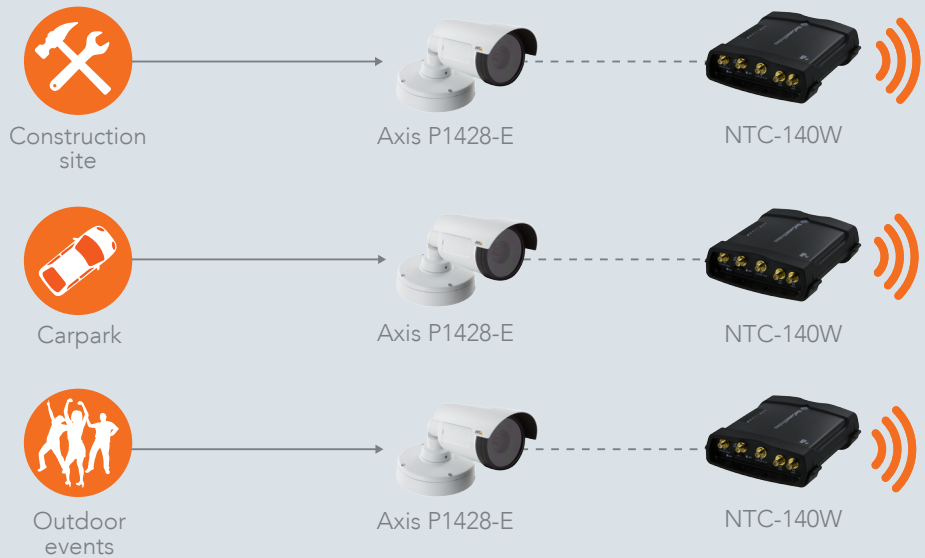 Construction
site
Axis P1428-E
NTC-140W
Carpark
Axis P1428-E
NTC-140W
Outdoor
events
Axis P1428-E
NTC-140W